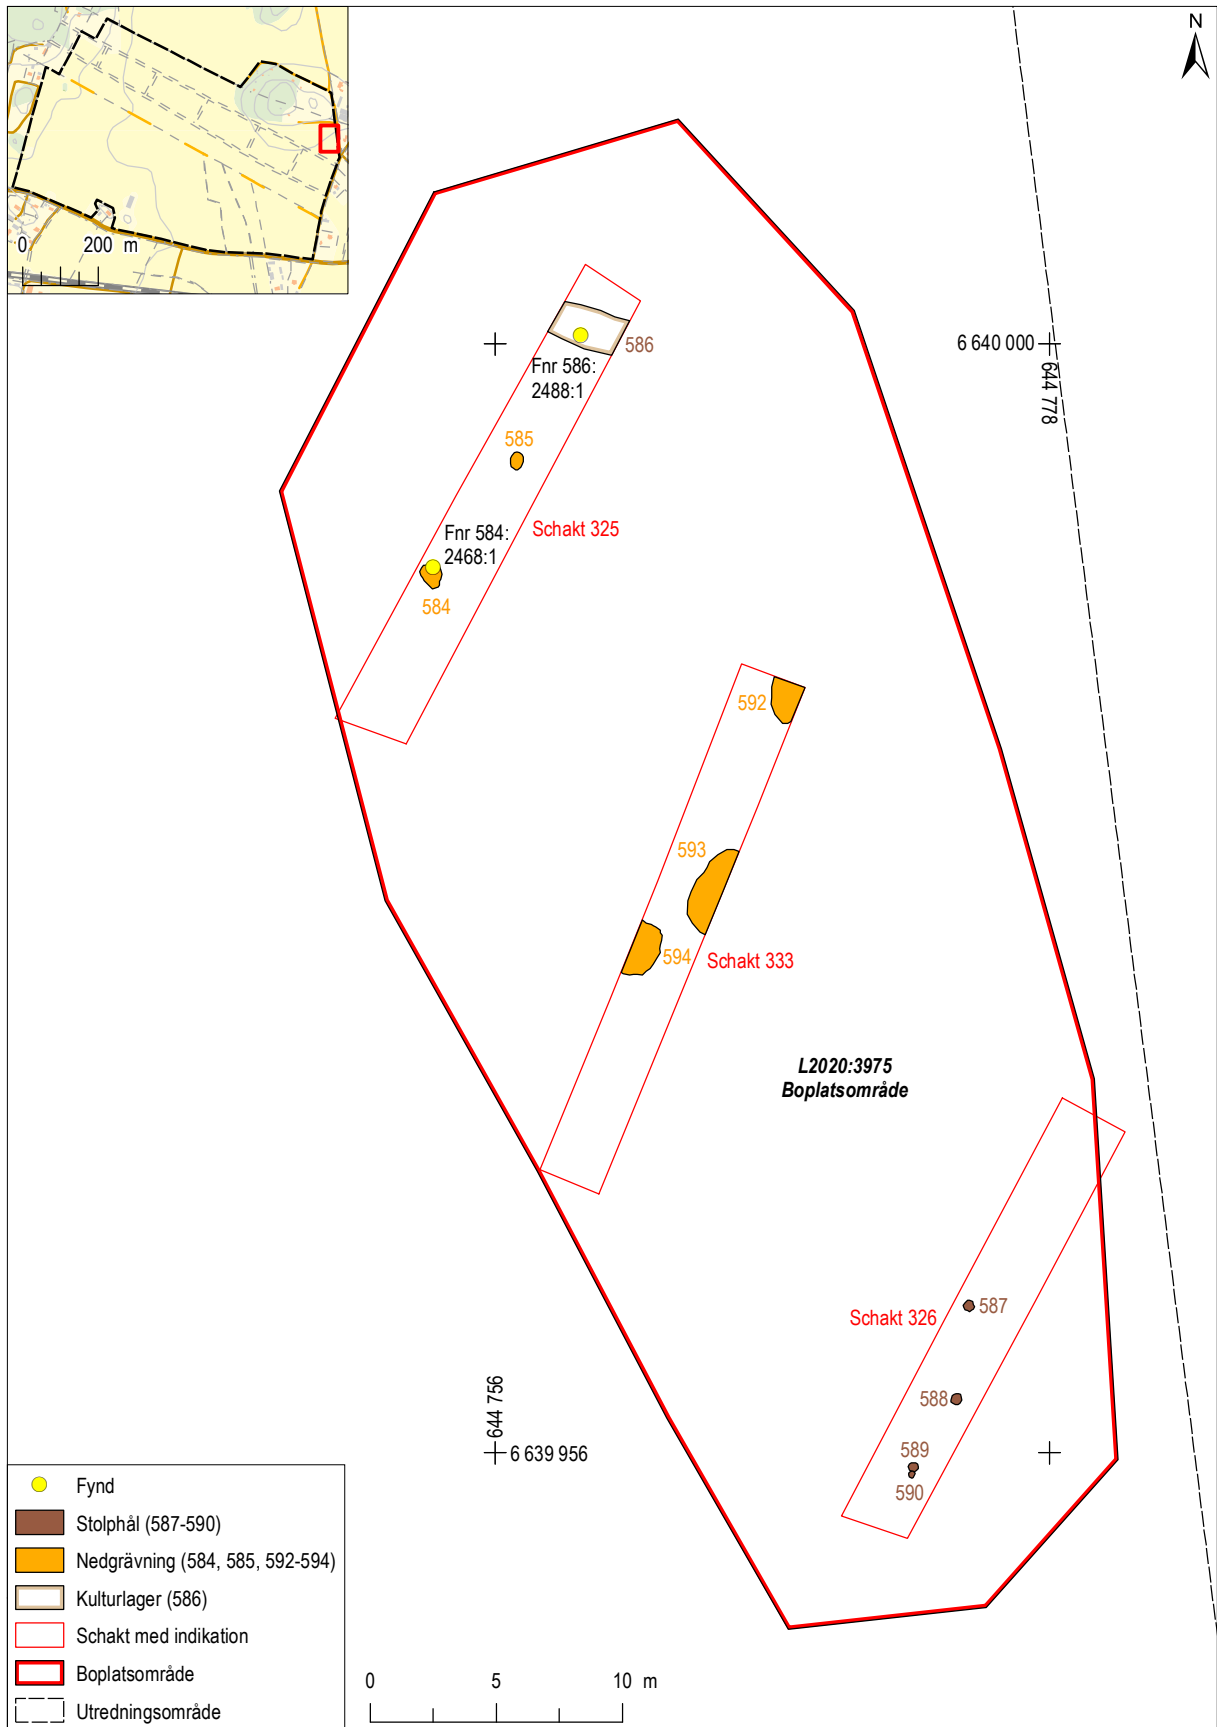 0 200 m
N
6 640 000
644 778
586
Fnr 586:
2488:1
585
Schakt 325
Fnr 584:
2468:1
584
592
593
594
Schakt 333
L2020:3975
Boplatsområde
587
Schakt 326
588
589
590
644 756
6 639 956
Fynd
Stolphål (587-590)
Nedgrävning (584, 585, 592-594)
Kulturlager (586)
Schakt med indikation
Boplatsområde
Utredningsområde
0 5 10 m